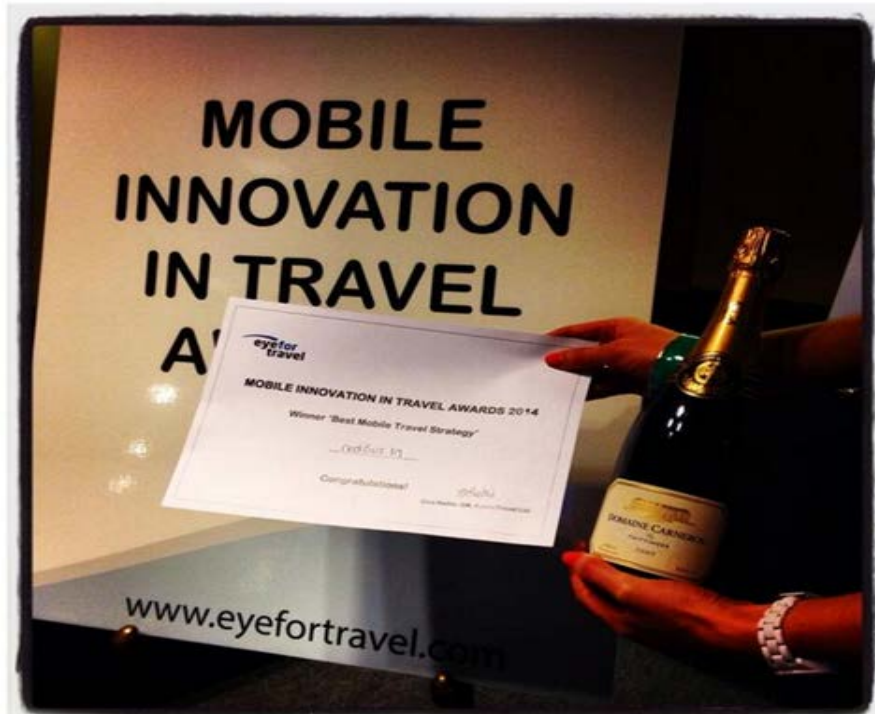 MOBILE
INNOVATION
IN TRAVEL
eyefor
travel
MOBILE INNOVATION IN TRAVEL AWARDS 2014
Winner "Best Mobile Travel Strategy"
Congratulations!
DOMAINE CARNEROS
www.eyefortravel.com